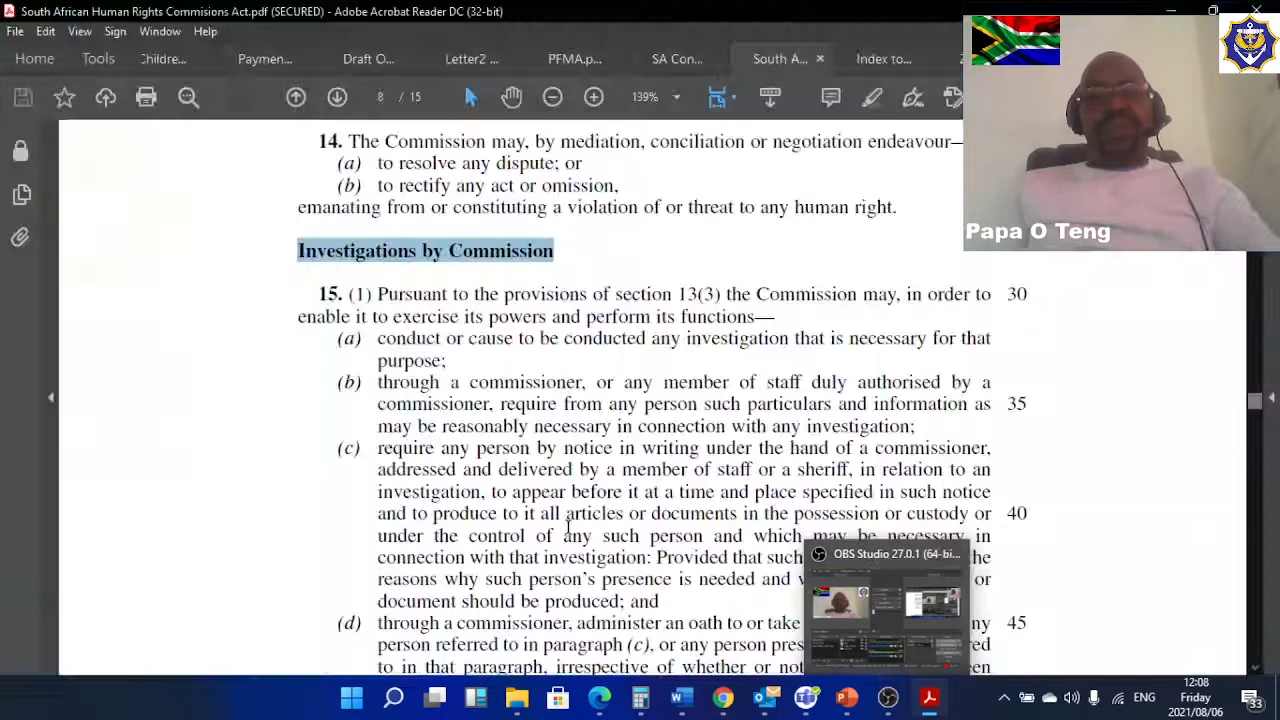 South African Human Rights Commisions Act.pdf (SECURED) - Adobe Acrobat Reader DC (32-bit)
File Edit View Sign Window Help
Home Tools Childre... Paymen... Draft O... Letter2 ... PFMA.p... SA Con... South A... × Index to...
8 / 15 139%
14. The Commission may, by mediation, conciliation or negotiation endeavour—
(a) to resolve any dispute; or
(b) to rectify any act or omission,
emanating from or constituting a violation of or threat to any human right.
Papa O Teng
Investigations by Commission
15. (1) Pursuant to the provisions of section 13(3) the Commission may, in order to 30
enable it to exercise its powers and perform its functions—
(a) conduct or cause to be conducted any investigation that is necessary for that
purpose;
(b) through a commissioner, or any member of staff duly authorised by a
commissioner, require from any person such particulars and information as 35
may be reasonably necessary in connection with any investigation;
(c) require any person by notice in writing under the hand of a commissioner,
addressed and delivered by a member of staff or a sheriff, in relation to an
investigation, to appear before it at a time and place specified in such notice
and to produce to it all articles or documents in the possession or custody or 40
under the control of any such person and which may be necessary in
connection with that investigation: Provided that such
reasons why such person's presence is needed and or
document should be produced; and
OBS Studio 27.0.1 (64-bi...
(d) through a commissioner, administer an oath to or take 45
person referred to in paragraph (c), or any person
to in that paragraph, irrespective of whether or not
ENG
12:08
Friday
2021/08/06
33